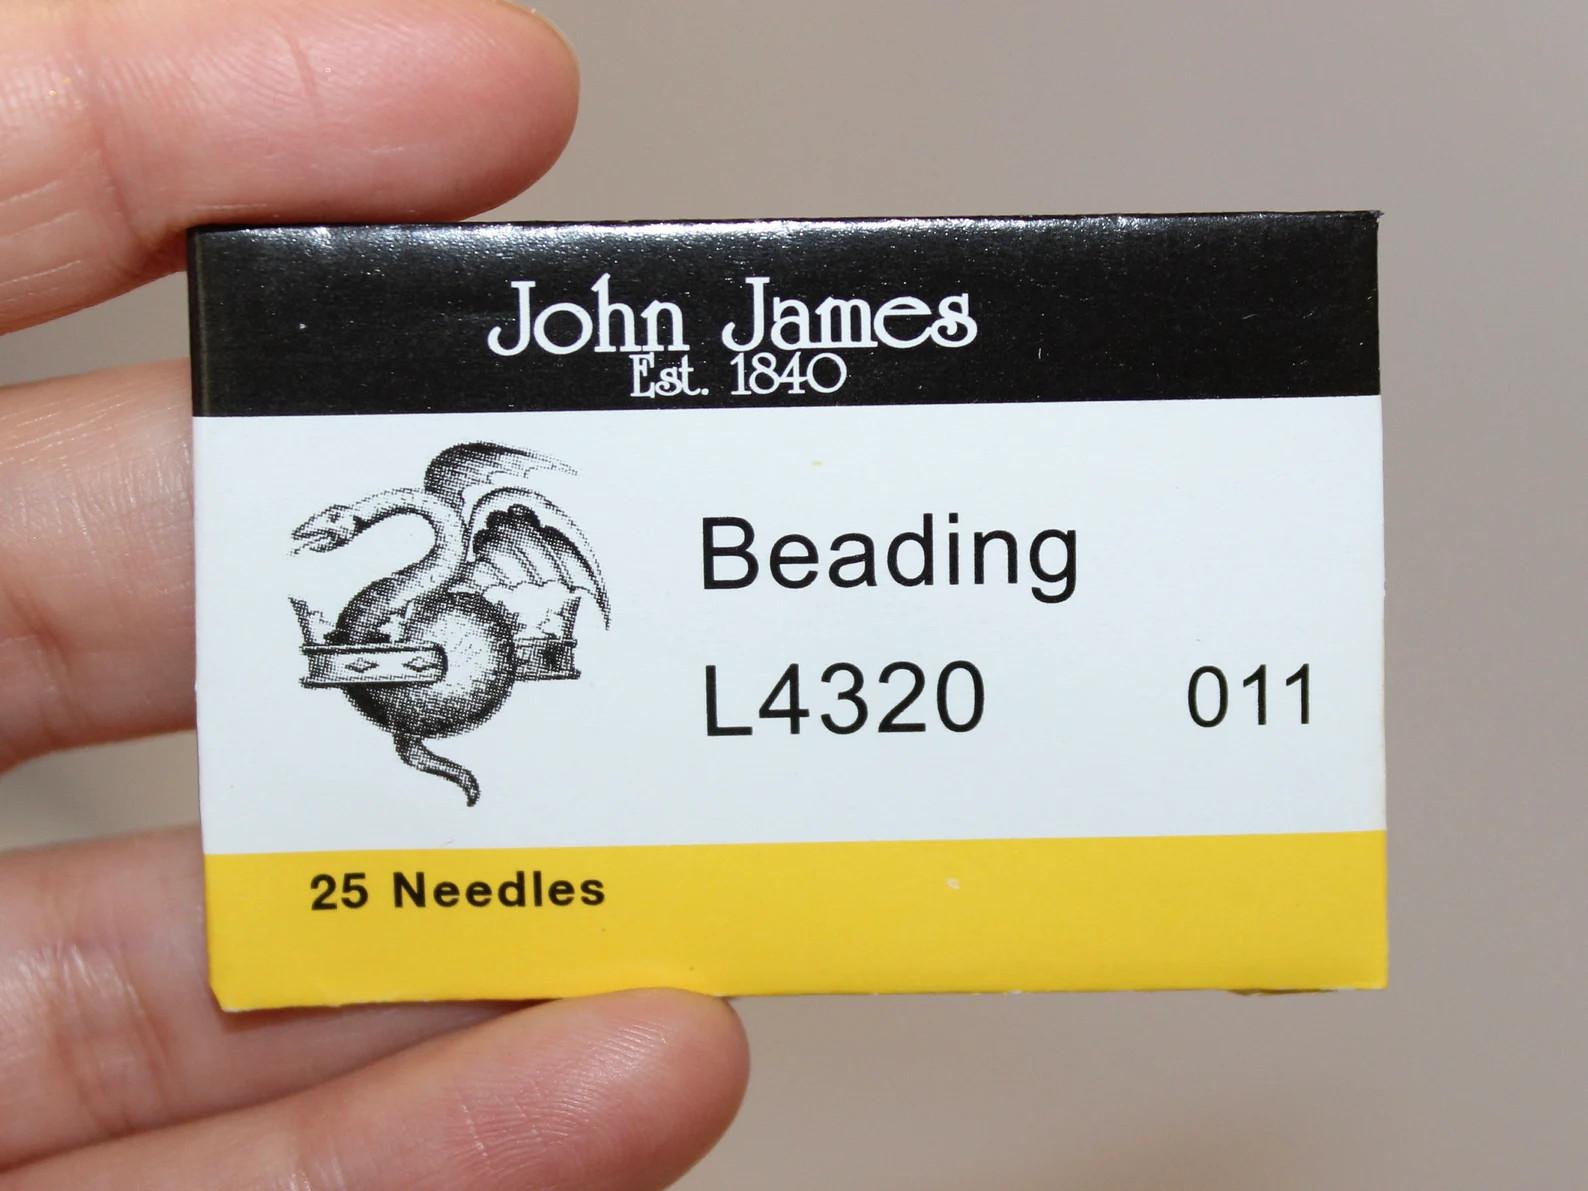 John James
Est. 1840
Beading
L4320 011
25 Needles